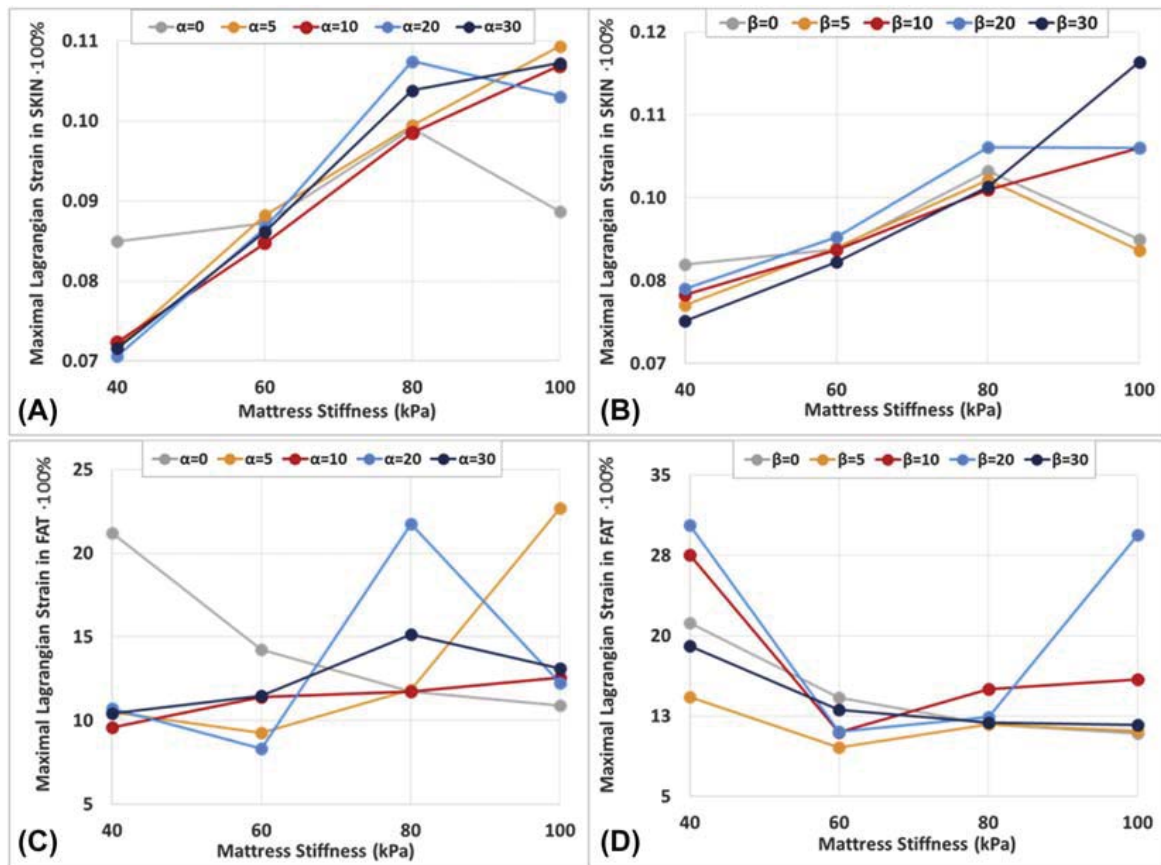 α=0 α=5 α=10 α=20 α=30
Maximal Lagrangian Strain in SKIN ·100%
0.11
0.10
0.09
0.08
0.07
40 60 80 100
Mattress Stiffness (kPa)
(A)
β=0 β=5 β=10 β=20 β=30
Maximal Lagrangian Strain in SKIN ·100%
0.12
0.11
0.10
0.08
0.07
40 60 80 100
Mattress Stiffness (kPa)
(B)
α=0 α=5 α=10 α=20 α=30
Maximal Lagrangian Strain in FAT ·100%
25
20
15
10
5
40 60 80 100
Mattress Stiffness (kPa)
(C)
β=0 β=5 β=10 β=20 β=30
Maximal Lagrangian Strain in FAT ·100%
35
28
20
13
5
40 60 80 100
Mattress Stiffness (kPa)
(D)